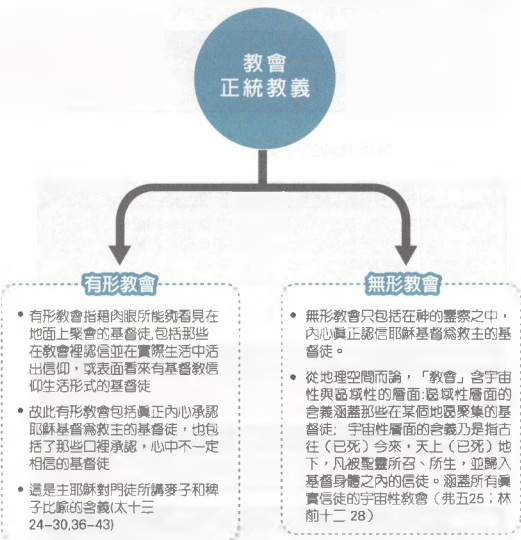 教會
正統教義
有形教會
• 有形教會指藉肉眼所能夠看見在
地面上聚會的基督徒,包括那些
在教會裡認信並在實際生活中活
出信仰，或表面看來有基督教信
仰生活形式的基督徒
• 故此有形教會包括真正內心承認
耶穌基督為救主的基督徒，也包
括了那些口裡承認，心中不一定
相信的基督徒
• 這是主耶穌對門徒所講麥子和稗
子比喻的含義(太十三
24–30,36–43)
無形教會
• 無形教會只包括在神的鑒察之中，
內心真正認信耶穌基督為救主的基
督徒。
• 從地理空間而論，「教會」含宇宙
性與區域性的層面:區域性層面的
含義涵蓋那些在某個地區聚集的基
督徒; 宇宙性層面的含義乃是指古
往（已死）今來，天上（已死）地
下，凡被聖靈所召、所生，並歸入
基督身體之內的信徒。涵蓋所有真
實信徒的宇宙性教會（弗五25；林
前十二 28）